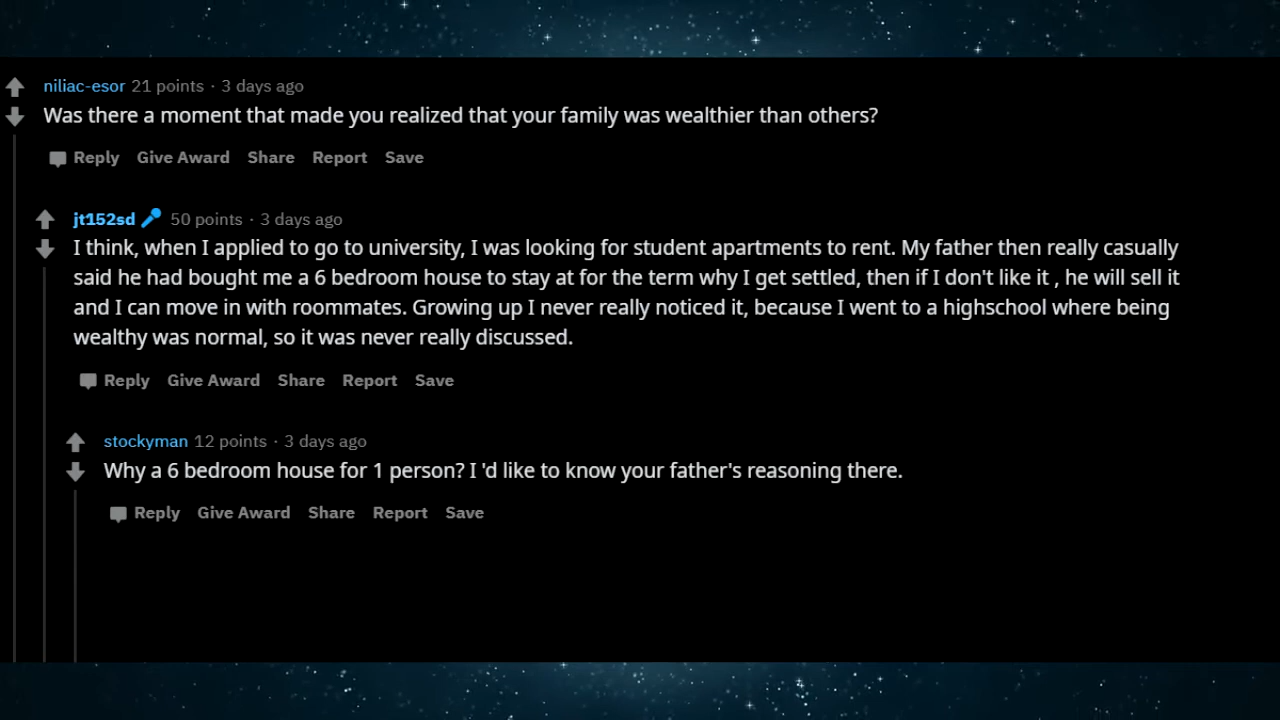 niliac-esor 21 points · 3 days ago
Was there a moment that made you realized that your family was wealthier than others?
Reply Give Award Share Report Save
jt152sd 50 points · 3 days ago
I think, when I applied to go to university, I was looking for student apartments to rent. My father then really casually
said he had bought me a 6 bedroom house to stay at for the term why I get settled, then if I don't like it , he will sell it
and I can move in with roommates. Growing up I never really noticed it, because I went to a highschool where being
wealthy was normal, so it was never really discussed.
Reply Give Award Share Report Save
stockyman 12 points · 3 days ago
Why a 6 bedroom house for 1 person? I 'd like to know your father's reasoning there.
Reply Give Award Share Report Save